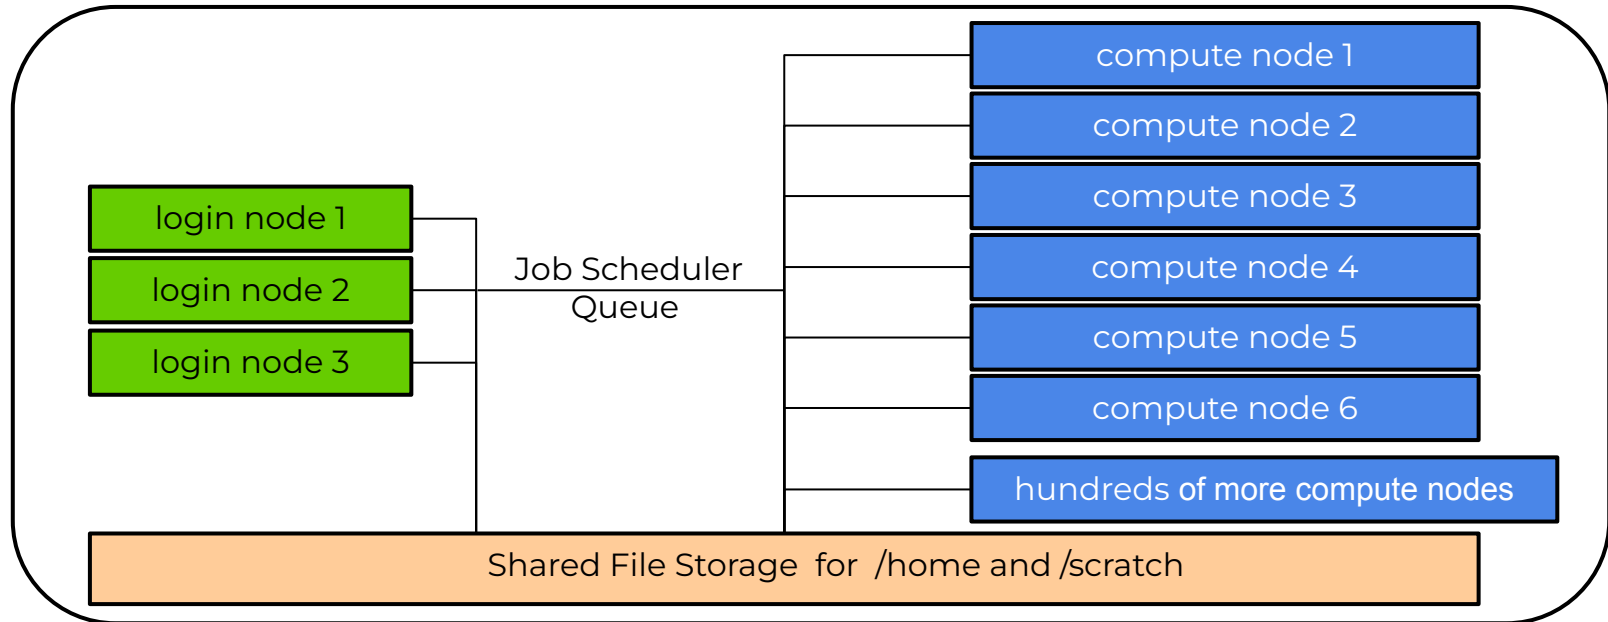 login node 1
login node 2
login node 3
Job Scheduler
Queue
compute node 1
compute node 2
compute node 3
compute node 4
compute node 5
compute node 6
hundreds of more compute nodes
Shared File Storage for /home and /scratch